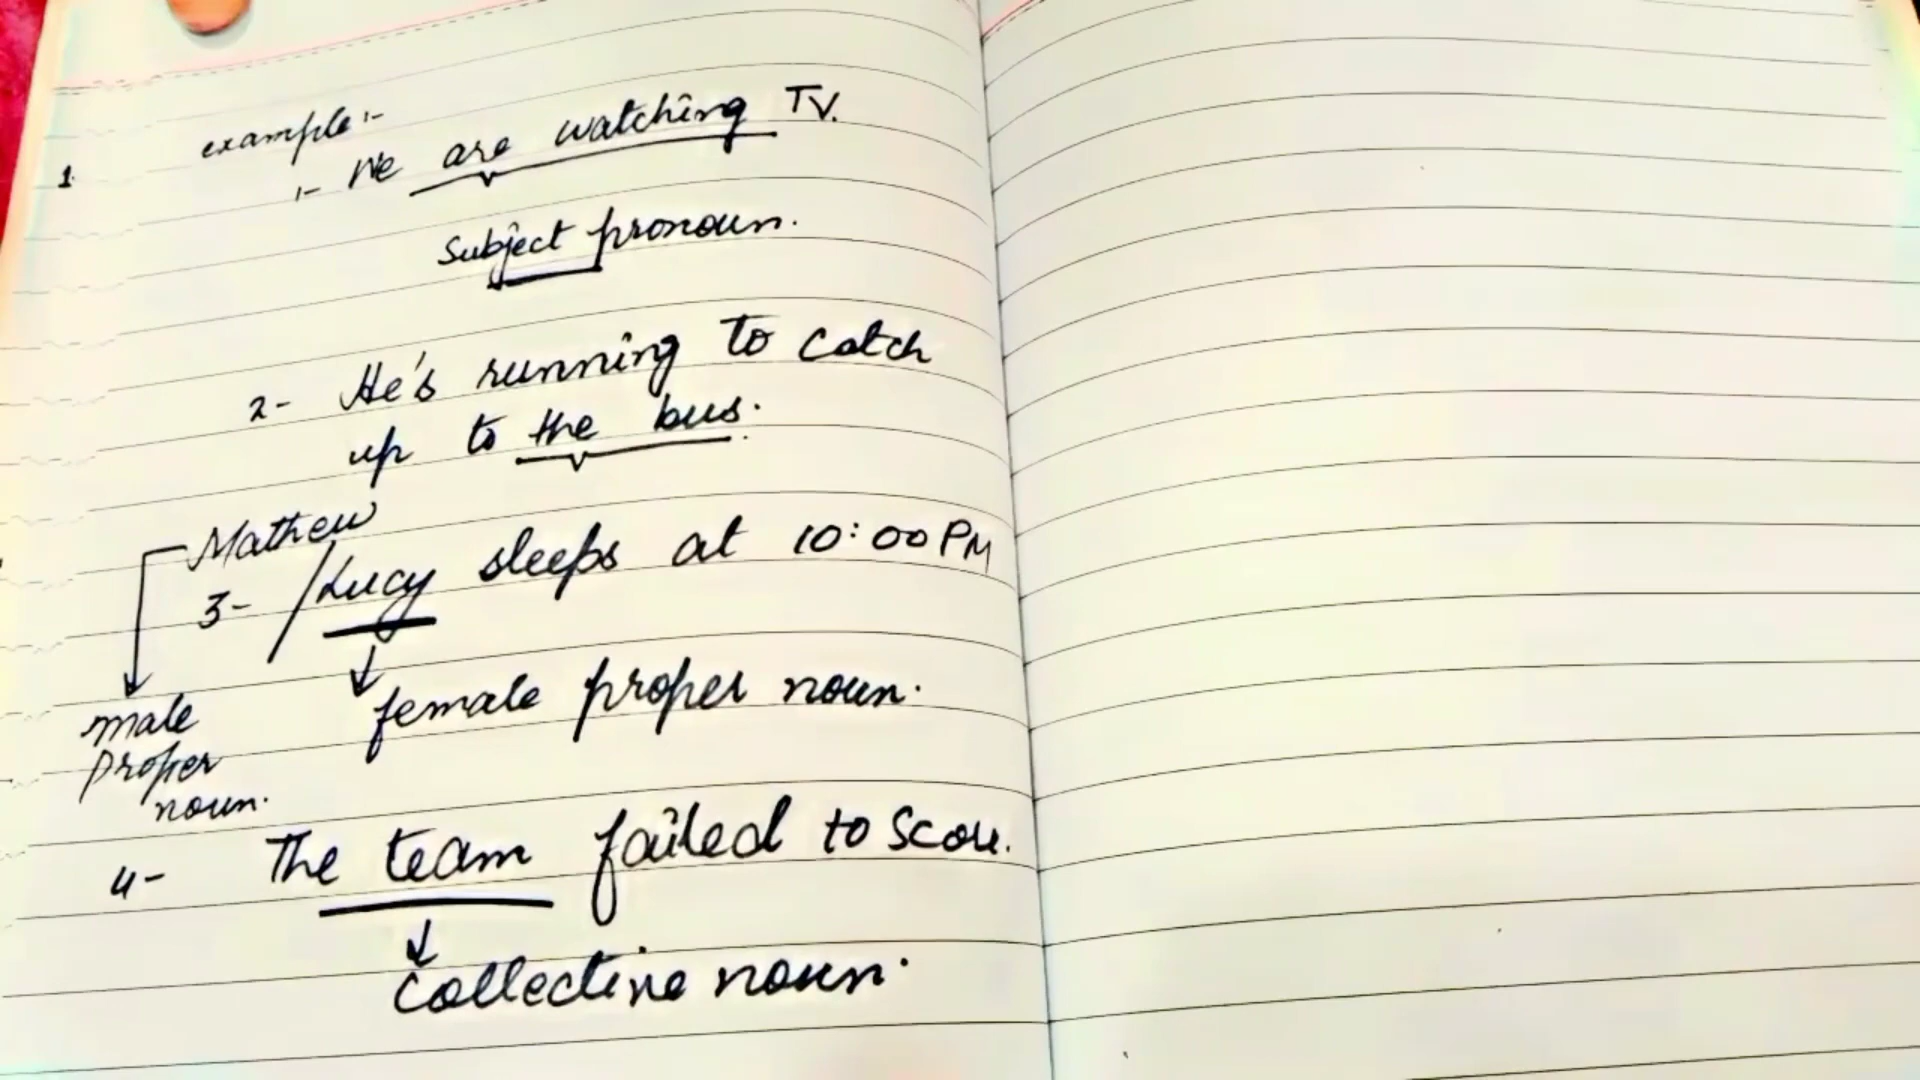 example:-
1.
1- We are watching TV.
Subject pronoun.
2- He's running to catch
up to the bus.
Mathew
3- /Lucy sleeps at 10:00PM
female proper noun.
male
proper
noun.
4- The team failed to score.
collective noun.